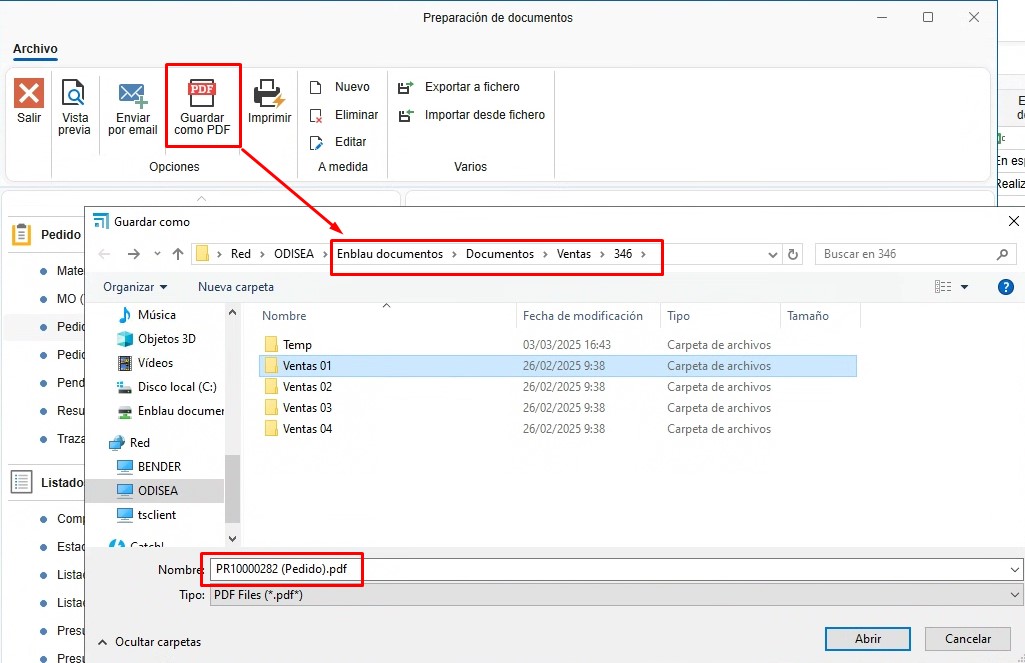 Preparación de documentos
Archivo
Salir
Vista previa
Enviar por email
PDF
Guardar como PDF
Imprimir
Opciones
Nuevo
Eliminar
Editar
A medida
Exportar a fichero
Importar desde fichero
Varios
En esp
Realiz
Guardar como
Red > ODISEA > Enblau documentos > Documentos > Ventas > 346 >
Buscar en 346
Organizar
Nueva carpeta
Pedido
Mate
MO (
Pedid
Pedid
Pend
Resu
Traza
Listado
Comp
Estac
Lista
Lista
Presu
Presu
Música
Objetos 3D
Vídeos
Disco local (C:)
Enblau documen
Red
BENDER
ODISEA
tsclient
Nombre Fecha de modificación Tipo Tamaño
Temp 03/03/2025 16:43 Carpeta de archivos
Ventas 01 26/02/2025 9:38 Carpeta de archivos
Ventas 02 26/02/2025 9:38 Carpeta de archivos
Ventas 03 26/02/2025 9:38 Carpeta de archivos
Ventas 04 26/02/2025 9:38 Carpeta de archivos
Nombre: PR10000282 (Pedido).pdf
Tipo: PDF Files (*.pdf*)
Ocultar carpetas
Abrir
Cancelar